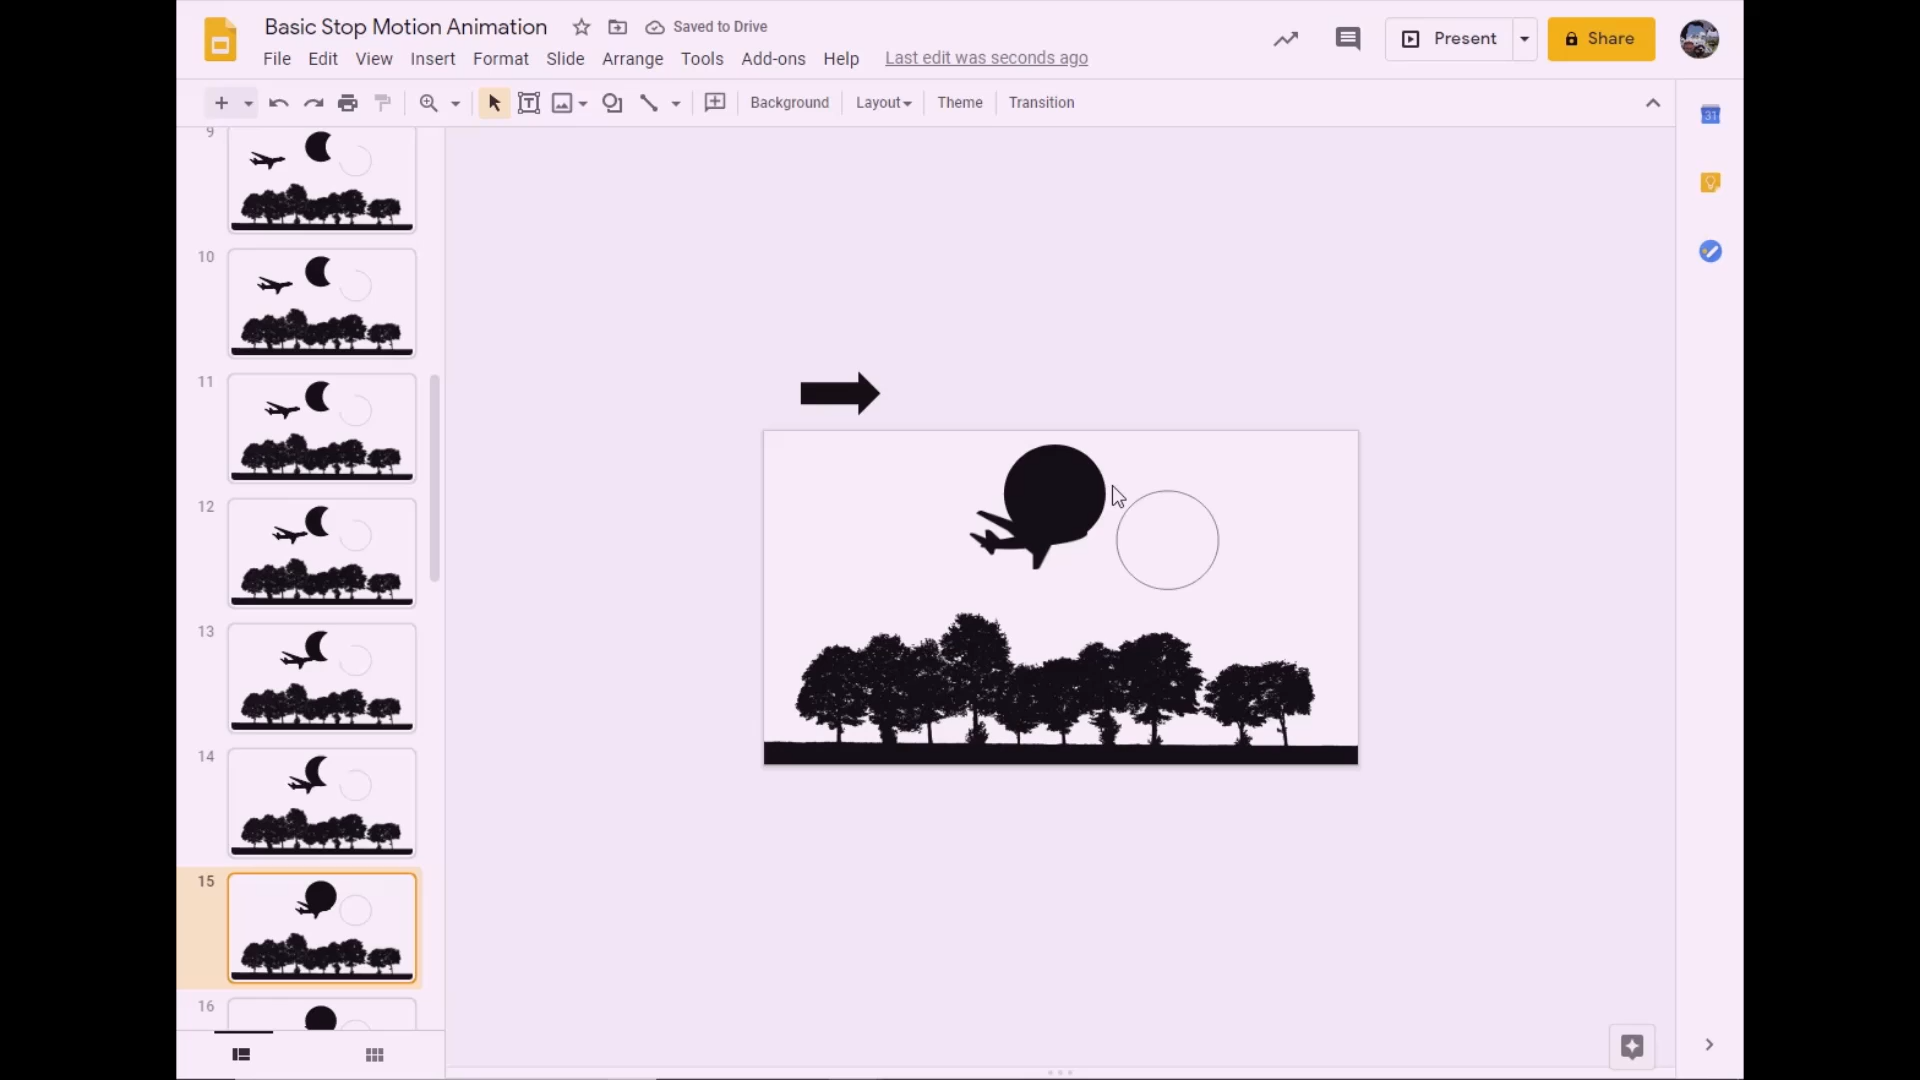 Basic Stop Motion Animation
Saved to Drive
File Edit View Insert Format Slide Arrange Tools Add-ons Help Last edit was seconds ago
Present
Share
Background Layout Theme Transition
31
9
10
11
12
13
14
15
16